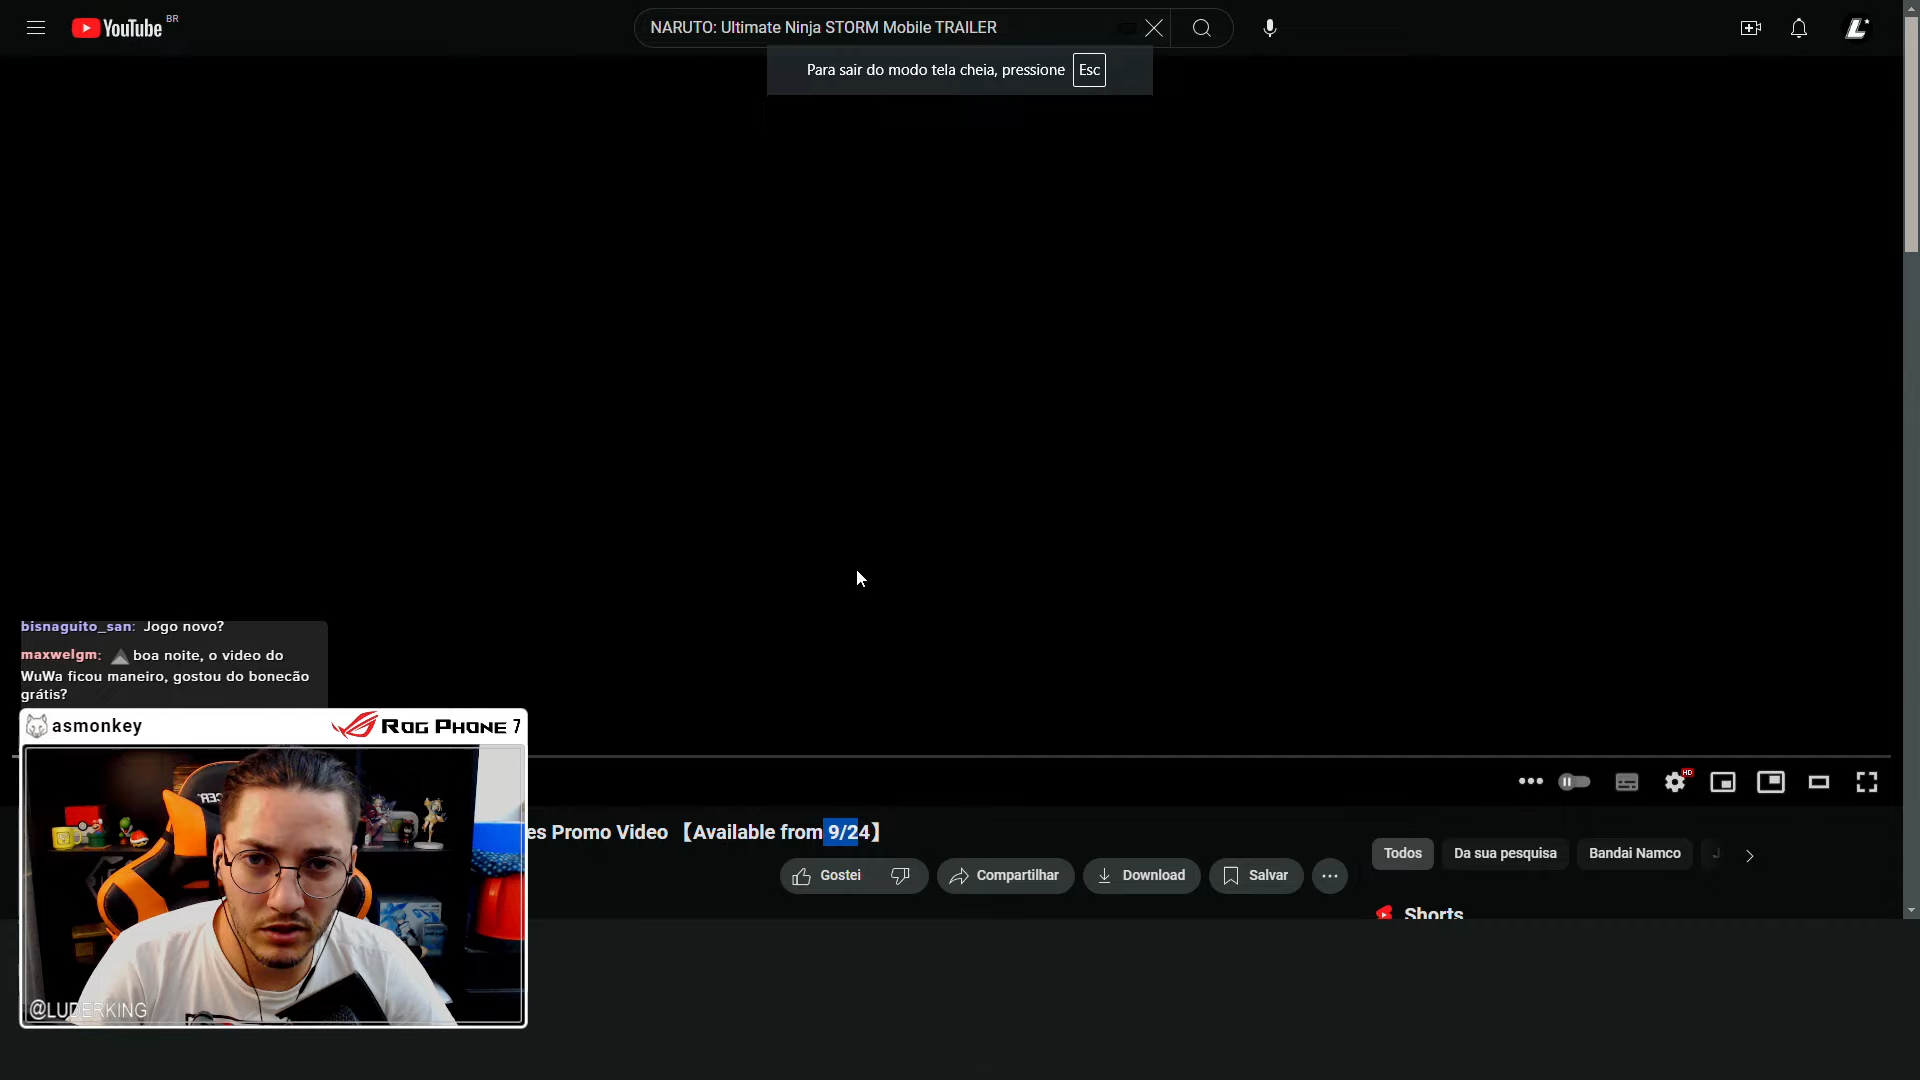 YouTube BR
NARUTO: Ultimate Ninja STORM Mobile TRAILER
Para sair do modo tela cheia, pressione Esc
bisnaguito_san: Jogo novo?
maxwelgm: boa noite, o video do
WuWa ficou maneiro, gostou do bonecão
grátis?
asmonkey
ROG PHONE 7
HD
es Promo Video 【Available from 9/24】
Gostei
Compartilhar
Download
Salvar
Todos
Da sua pesquisa
Bandai Namco
Shorts
@LUDERKING